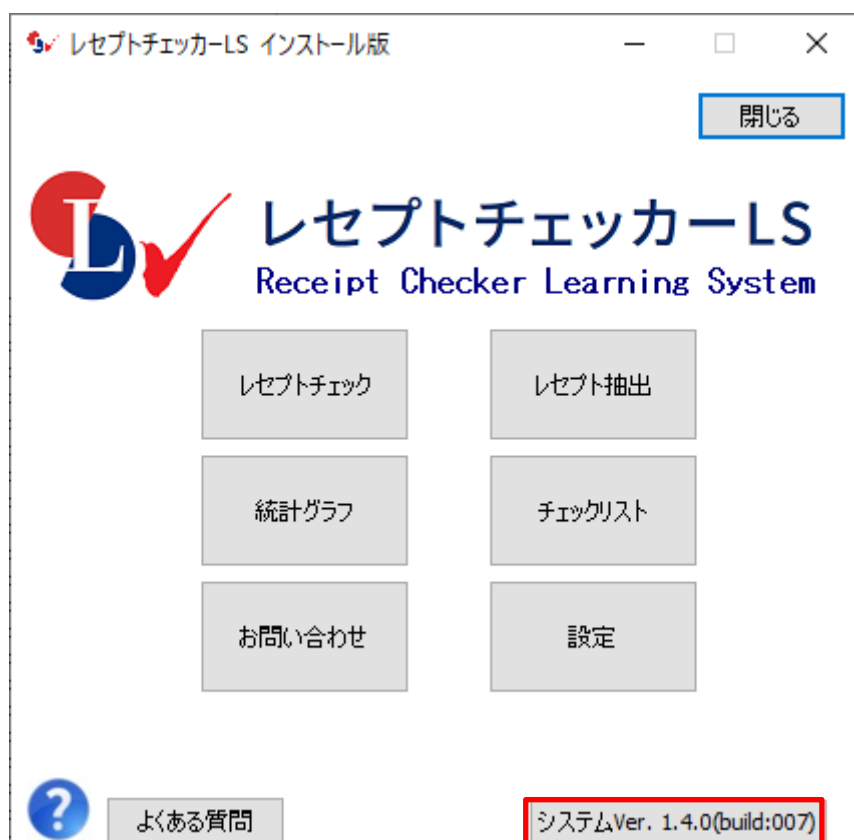 レセプトチェッカーLS インストール版
閉じる
レセプトチェッカーLS
Receipt Checker Learning System
レセプトチェック
レセプト抽出
統計グラフ
チェックリスト
お問い合わせ
設定
?
よくある質問
システムVer. 1.4.0(build:007)